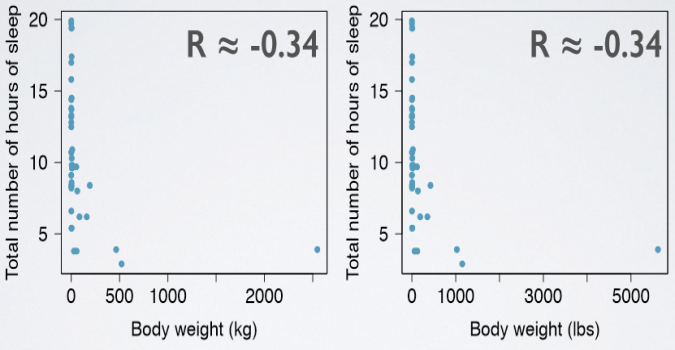 Total number of hours of sleep
20
15
10
5
R ≈ -0.34
0 500 1000 2000
Body weight (kg)
Total number of hours of sleep
20
15
10
5
R ≈ -0.34
0 1000 3000 5000
Body weight (lbs)